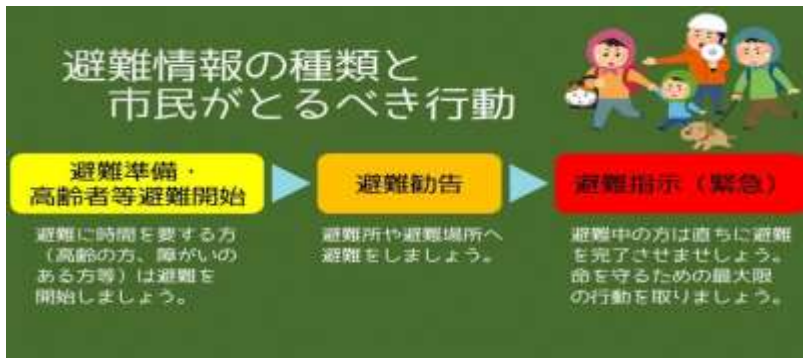 避難情報の種類と
市民がとるべき行動
避難準備・
高齢者等避難開始
避難に時間を要する方
（高齢の方、障がいの
ある方等）は避難を
開始しましょう。
避難勧告
避難所や避難場所へ
避難をしましょう。
避難指示（緊急）
避難中の方は直ちに避難
を完了させましょう。
命を守るための最大限
の行動を取りましょう。